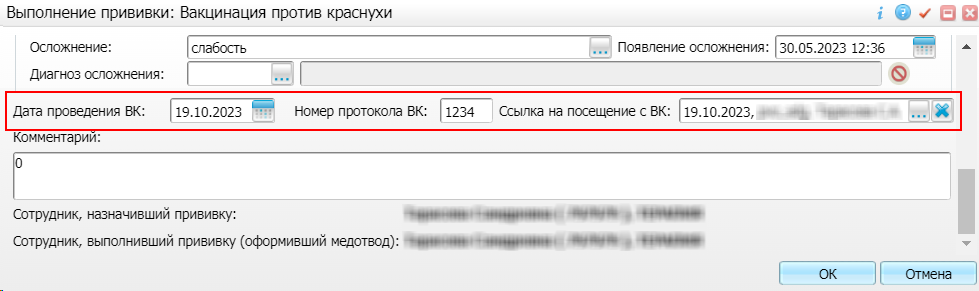 Выполнение прививки: Вакцинация против краснухи
Осложнение: слабость Появление осложнения: 30.05.2023 12:36
Диагноз осложнения:
Дата проведения ВК: 19.10.2023 Номер протокола ВК: 1234 Ссылка на посещение с ВК: 19.10.2023,
Комментарий:
0
Сотрудник, назначивший прививку:
Сотрудник, выполнивший прививку (оформивший медотвод):
ОК Отмена